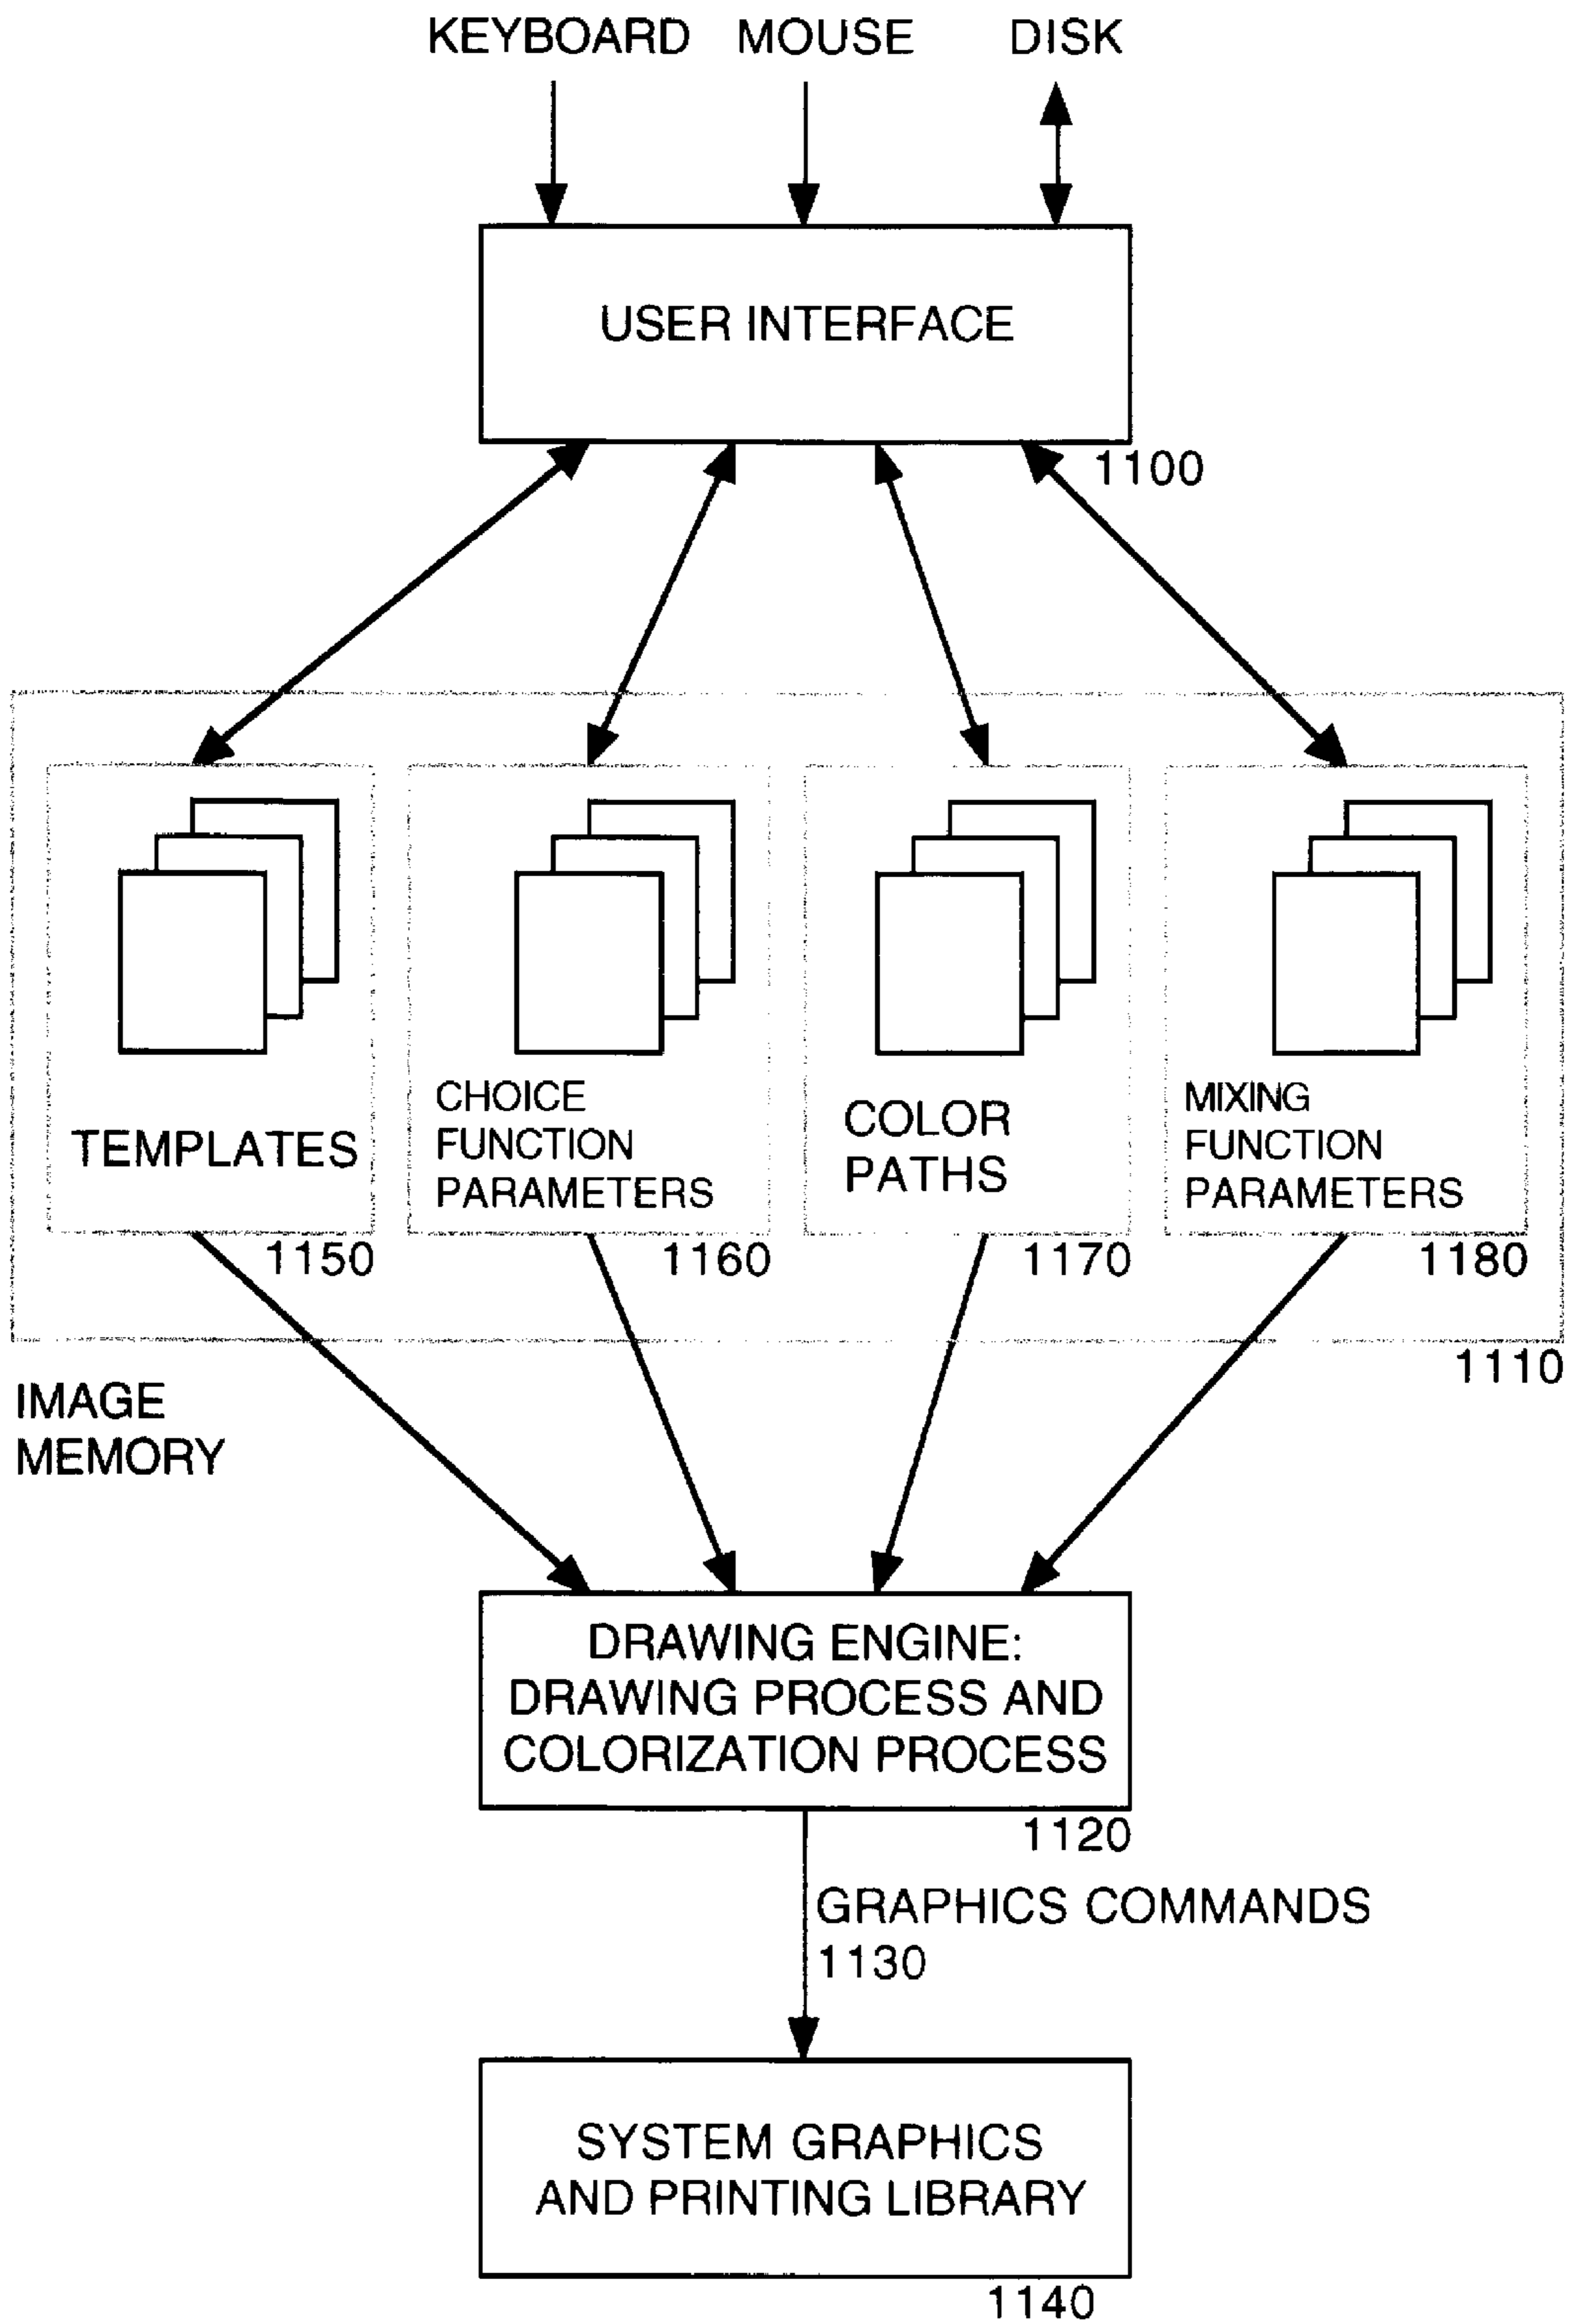 KEYBOARD MOUSE DISK
USER INTERFACE
1100
TEMPLATES
1150
CHOICE
FUNCTION
PARAMETERS
1160
COLOR
PATHS
1170
MIXING
FUNCTION
PARAMETERS
1180
1110
IMAGE
MEMORY
DRAWING ENGINE:
DRAWING PROCESS AND
COLORIZATION PROCESS
1120
GRAPHICS COMMANDS
1130
SYSTEM GRAPHICS
AND PRINTING LIBRARY
1140